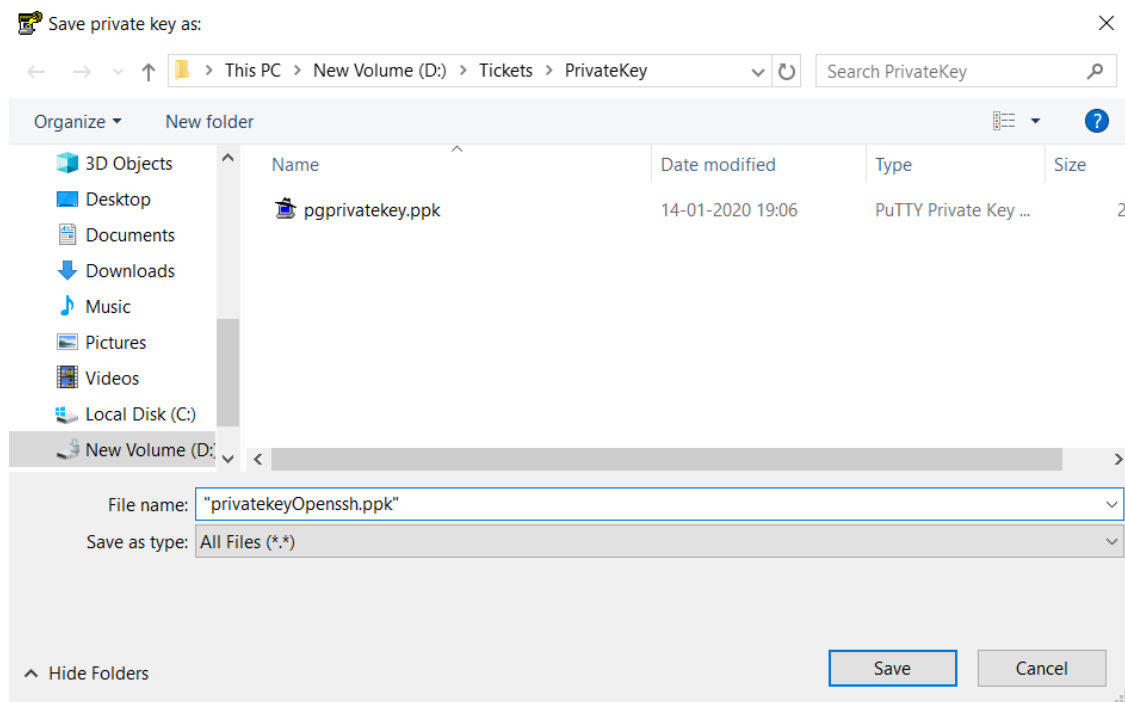 Save private key as:
This PC > New Volume (D:) > Tickets > PrivateKey
Search PrivateKey
Organize
New folder
?
Name
Date modified
Type
Size
3D Objects
Desktop
Documents
Downloads
Music
Pictures
Videos
Local Disk (C:)
New Volume (D:
pgprivatekey.ppk
14-01-2020 19:06
PuTTY Private Key ...
2
File name: "privatekeyOpenssh.ppk"
Save as type: All Files (*.*)
Hide Folders
Save
Cancel